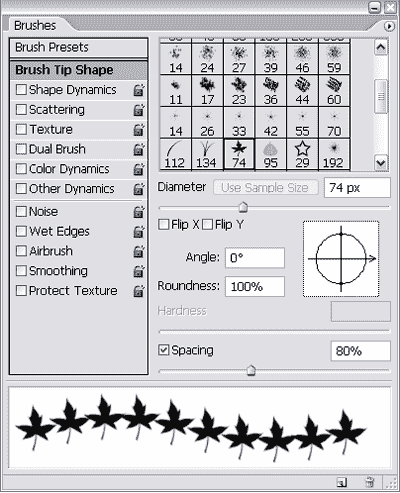 Brushes
Brush Presets
Brush Tip Shape
Shape Dynamics
Scattering
Texture
Dual Brush
Color Dynamics
Other Dynamics
Noise
Wet Edges
Airbrush
Smoothing
Protect Texture
14 24 27 39 46 59
11 17 23 36 44 60
14 26 33 42 55 70
112 134 74 95 29 192
Diameter Use Sample Size 74 px
Flip X Flip Y
Angle: 0°
Roundness: 100%
Hardness
Spacing 80%